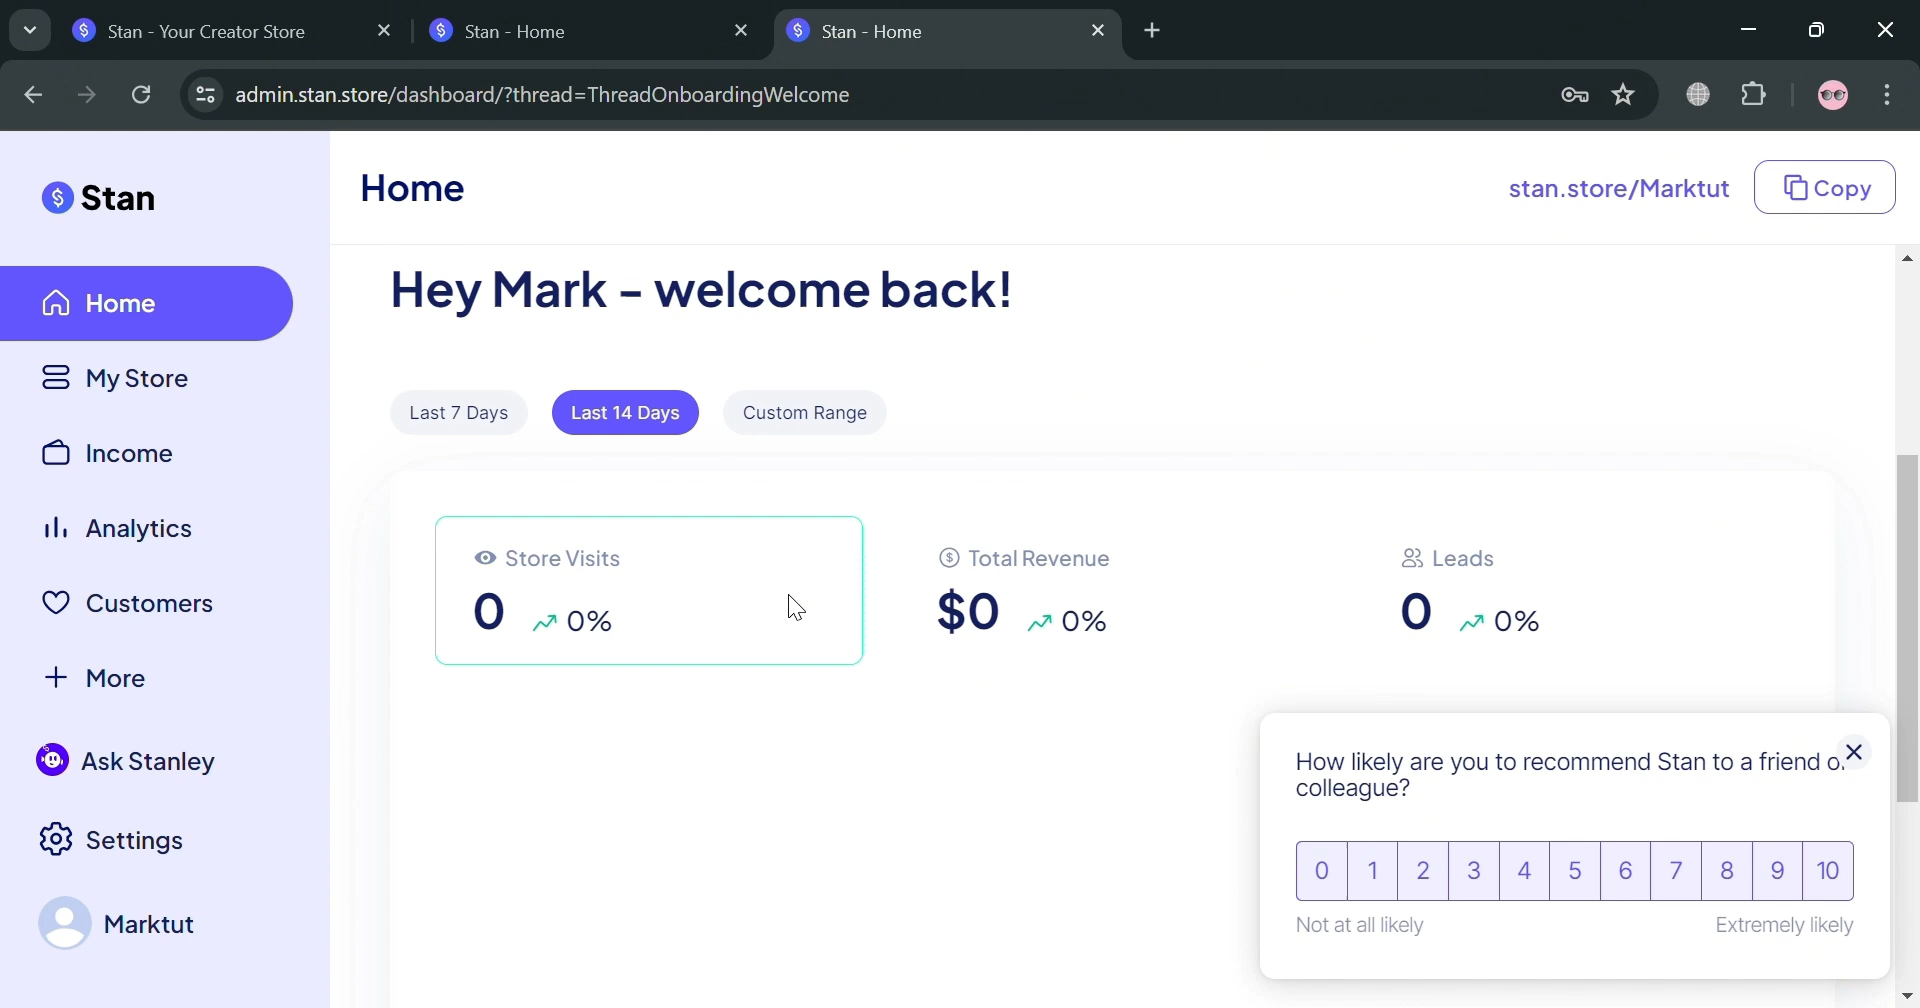 Stan - Your Creator Store
Stan - Home
Stan - Home
admin.stan.store/dashboard/?thread=ThreadOnboardingWelcome
$ Stan
Home
My Store
Income
Analytics
Customers
More
Ask Stanley
Settings
Marktut
Home
stan.store/Marktut
Copy
Hey Mark - welcome back!
Last 7 Days
Last 14 Days
Custom Range
Store Visits
0 0%
Total Revenue
$0 0%
Leads
0 0%
How likely are you to recommend Stan to a friend
colleague?
0 1 2 3 4 5 6 7 8 9 10
Not at all likely
Extremely likely